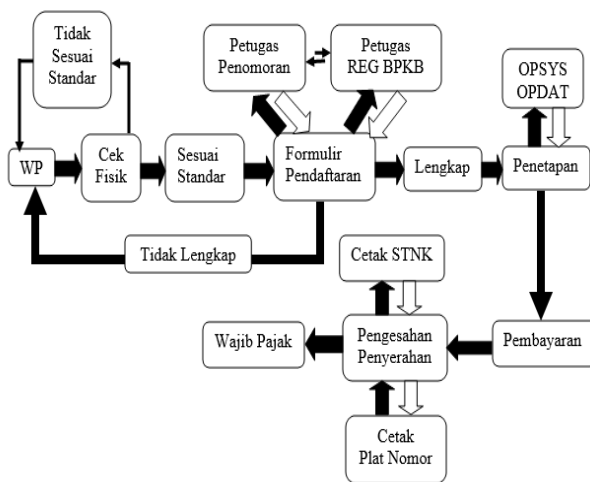 Tidak
Sesuai
Standar
Petugas
Penomoran
Petugas
REG BPKB
OPSYS
OPDAT
WP
Cek
Fisik
Sesuai
Standar
Formulir
Pendaftaran
Lengkap
Penetapan
Tidak Lengkap
Cetak STNK
Wajib Pajak
Pengesahan
Penyerahan
Pembayaran
Cetak
Plat Nomor